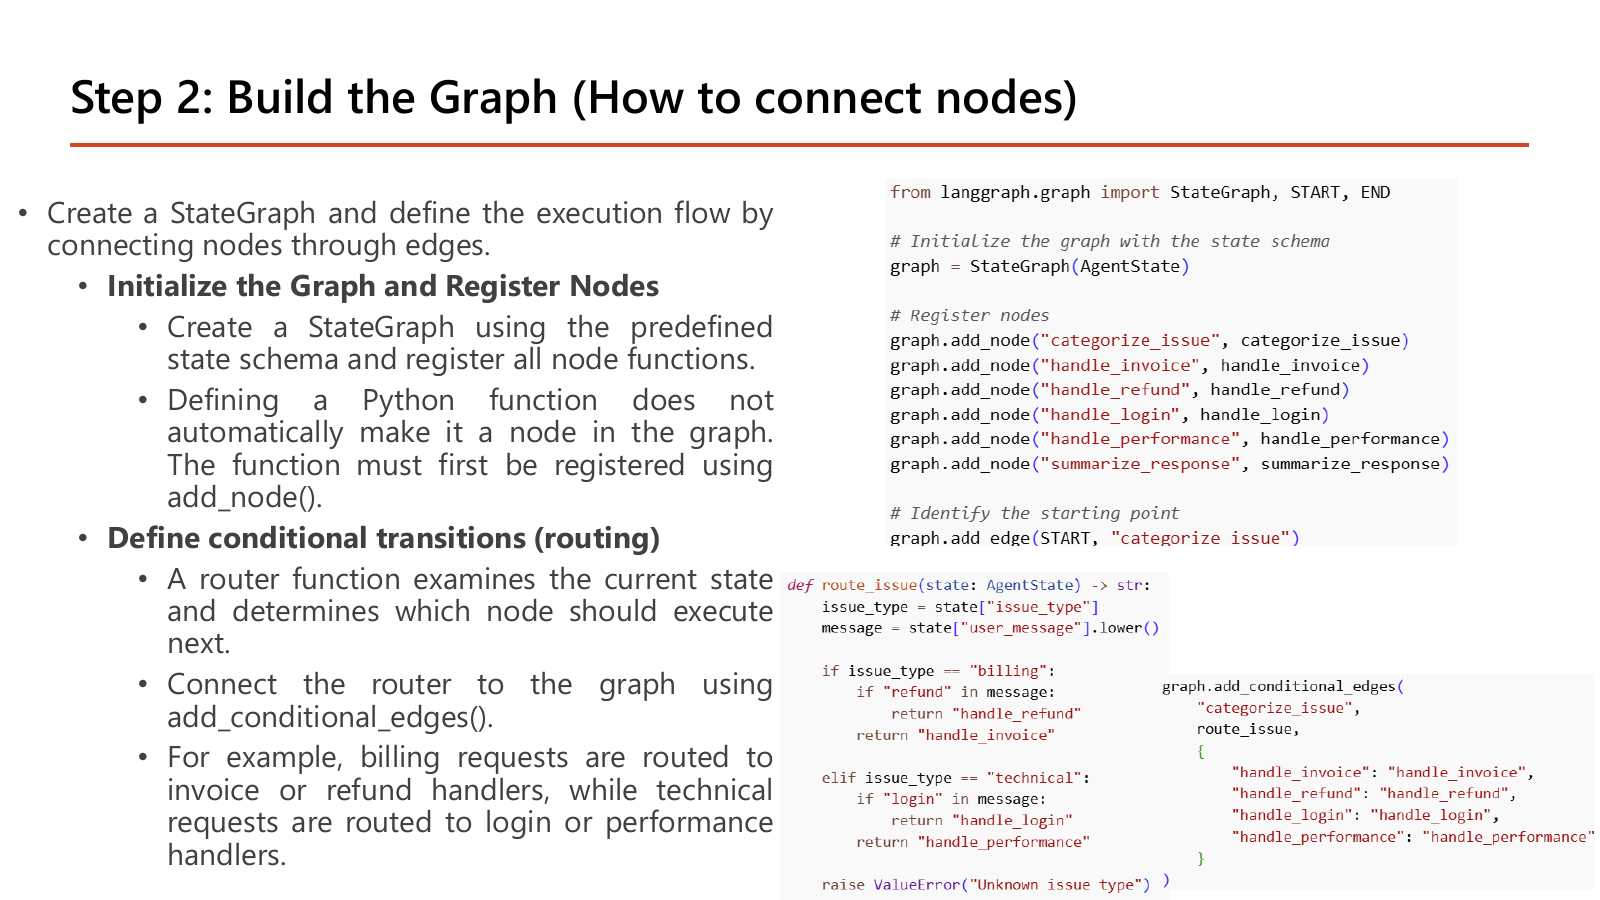 Step 2: Build the Graph (How to connect nodes)
• Create a StateGraph and define the execution flow by
connecting nodes through edges.
• Initialize the Graph and Register Nodes
• Create a StateGraph using the predefined
state schema and register all node functions.
• Defining a Python function does not
automatically make it a node in the graph.
The function must first be registered using
add_node().
• Define conditional transitions (routing)
• A router function examines the current state
and determines which node should execute
next.
• Connect the router to the graph using
add_conditional_edges().
• For example, billing requests are routed to
invoice or refund handlers, while technical
requests are routed to login or performance
handlers.
from langgraph.graph import StateGraph, START, END
# Initialize the graph with the state schema
graph = StateGraph(AgentState)
# Register nodes
graph.add_node("categorize_issue", categorize_issue)
graph.add_node("handle_invoice", handle_invoice)
graph.add_node("handle_refund", handle_refund)
graph.add_node("handle_login", handle_login)
graph.add_node("handle_performance", handle_performance)
graph.add_node("summarize_response", summarize_response)
# Identify the starting point
graph.add_edge(START, "categorize_issue")
def route_issue(state: AgentState) -> str:
    issue_type = state["issue_type"]
    message = state["user_message"].lower()
    if issue_type == "billing":
        if "refund" in message:
            return "handle_refund"
        return "handle_invoice"
    elif issue_type == "technical":
        if "login" in message:
            return "handle_login"
        return "handle_performance"
    raise ValueError("Unknown issue type")
graph.add_conditional_edges(
    "categorize_issue",
    route_issue,
    {
        "handle_invoice": "handle_invoice",
        "handle_refund": "handle_refund",
        "handle_login": "handle_login",
        "handle_performance": "handle_performance"
    }
)